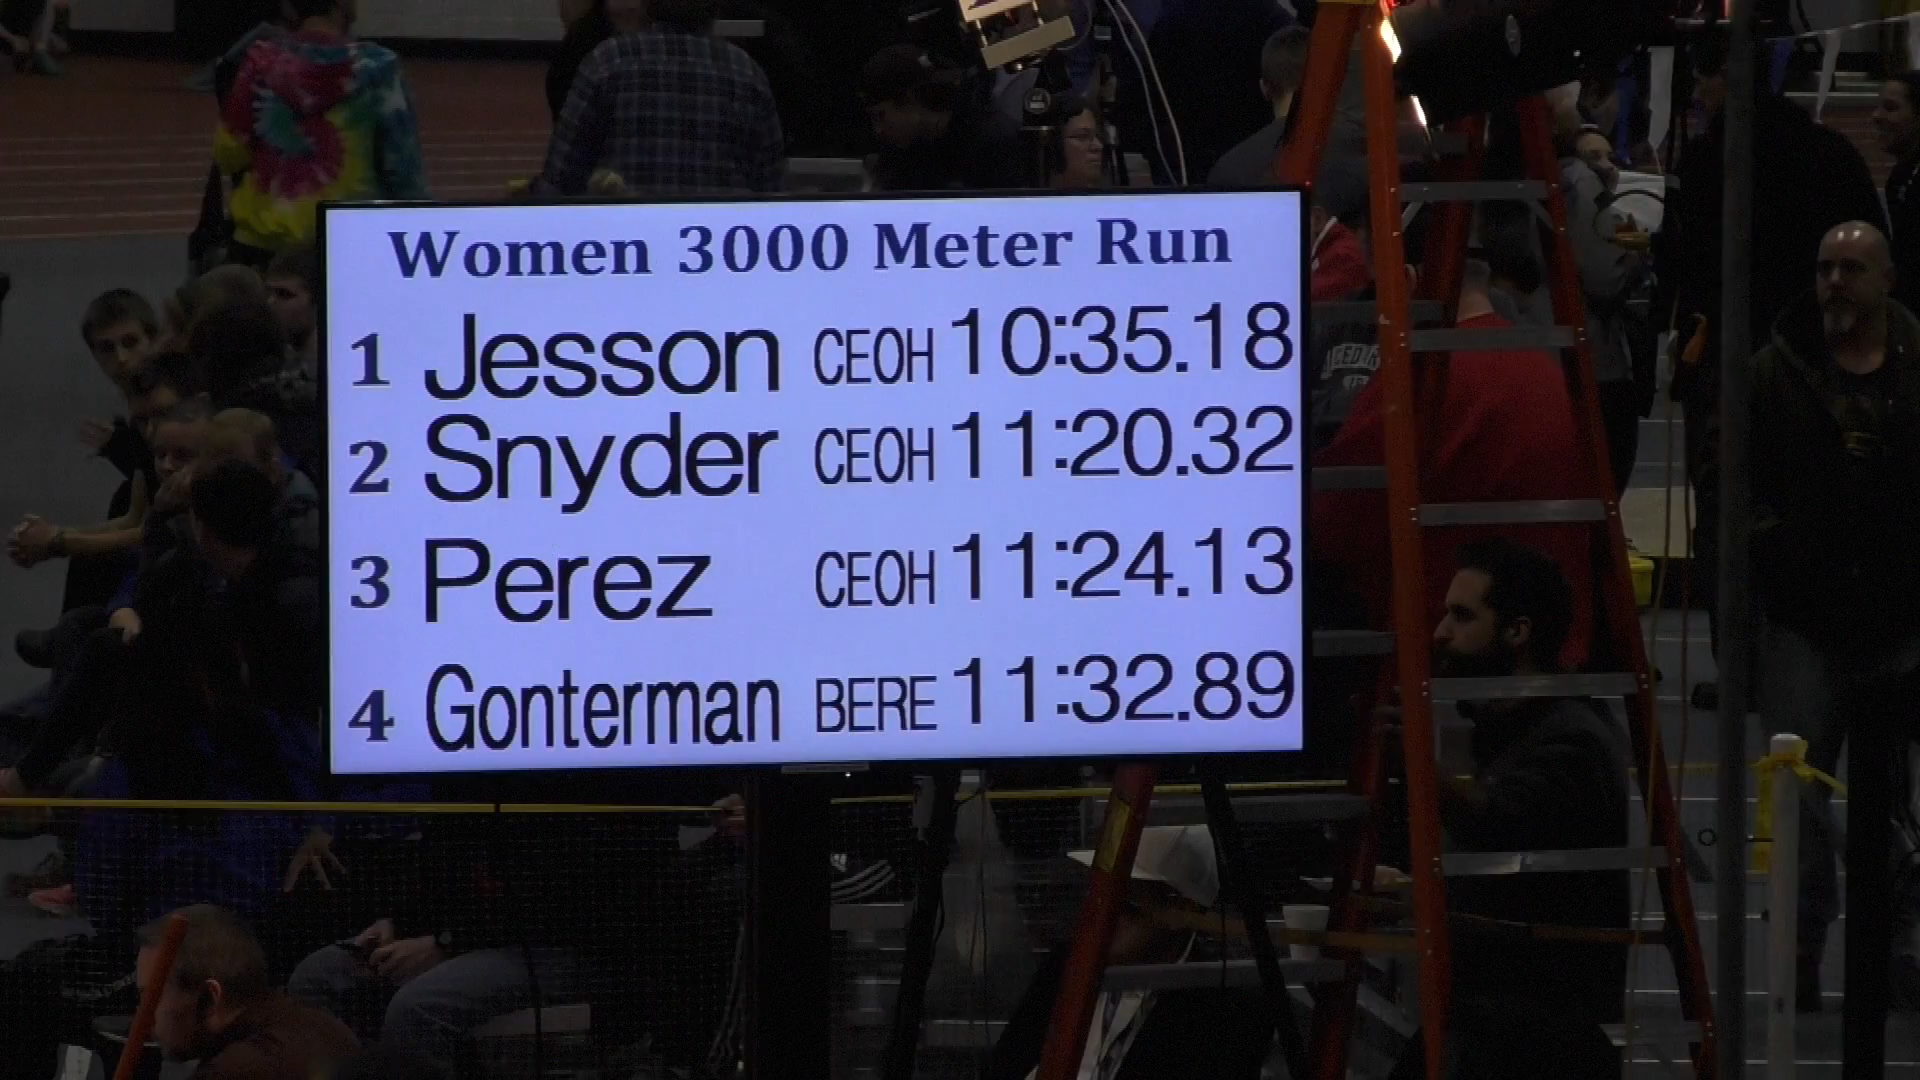 Women 3000 Meter Run
1 Jesson CEOH 10:35.18
2 Snyder CEOH 11:20.32
3 Perez CEOH 11:24.13
4 Gonterman BERE 11:32.89